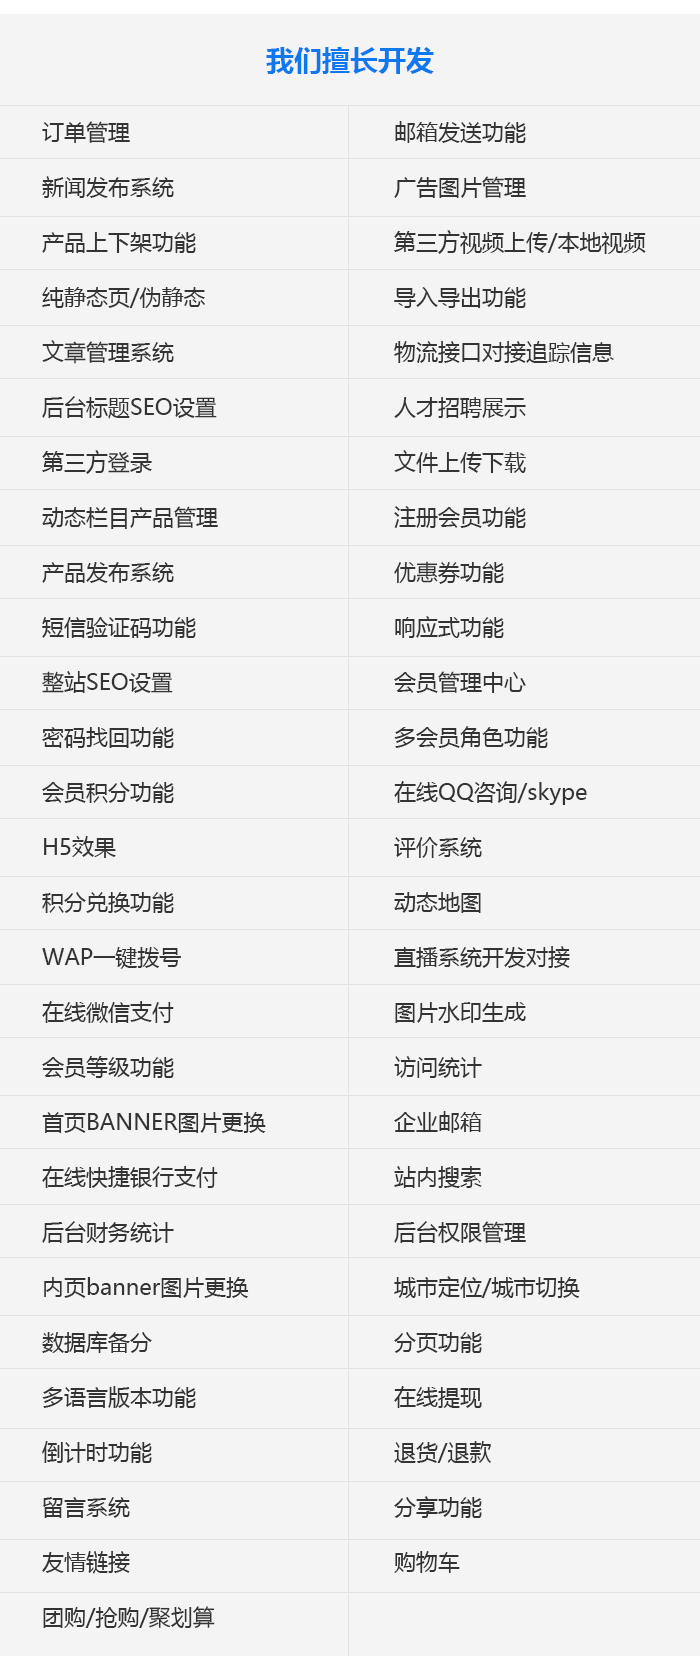 我们擅长开发
订单管理
邮箱发送功能
新闻发布系统
广告图片管理
产品上下架功能
第三方视频上传/本地视频
纯静态页/伪静态
导入导出功能
文章管理系统
物流接口对接追踪信息
后台标题SEO设置
人才招聘展示
第三方登录
文件上传下载
动态栏目产品管理
注册会员功能
产品发布系统
优惠券功能
短信验证码功能
响应式功能
整站SEO设置
会员管理中心
密码找回功能
多会员角色功能
会员积分功能
在线QQ咨询/skype
H5效果
评价系统
积分兑换功能
动态地图
WAP一键拨号
直播系统开发对接
在线微信支付
图片水印生成
会员等级功能
访问统计
首页BANNER图片更换
企业邮箱
在线快捷银行支付
站内搜索
后台财务统计
后台权限管理
内页banner图片更换
城市定位/城市切换
数据库备分
分页功能
多语言版本功能
在线提现
倒计时功能
退货/退款
留言系统
分享功能
友情链接
购物车
团购/抢购/聚划算